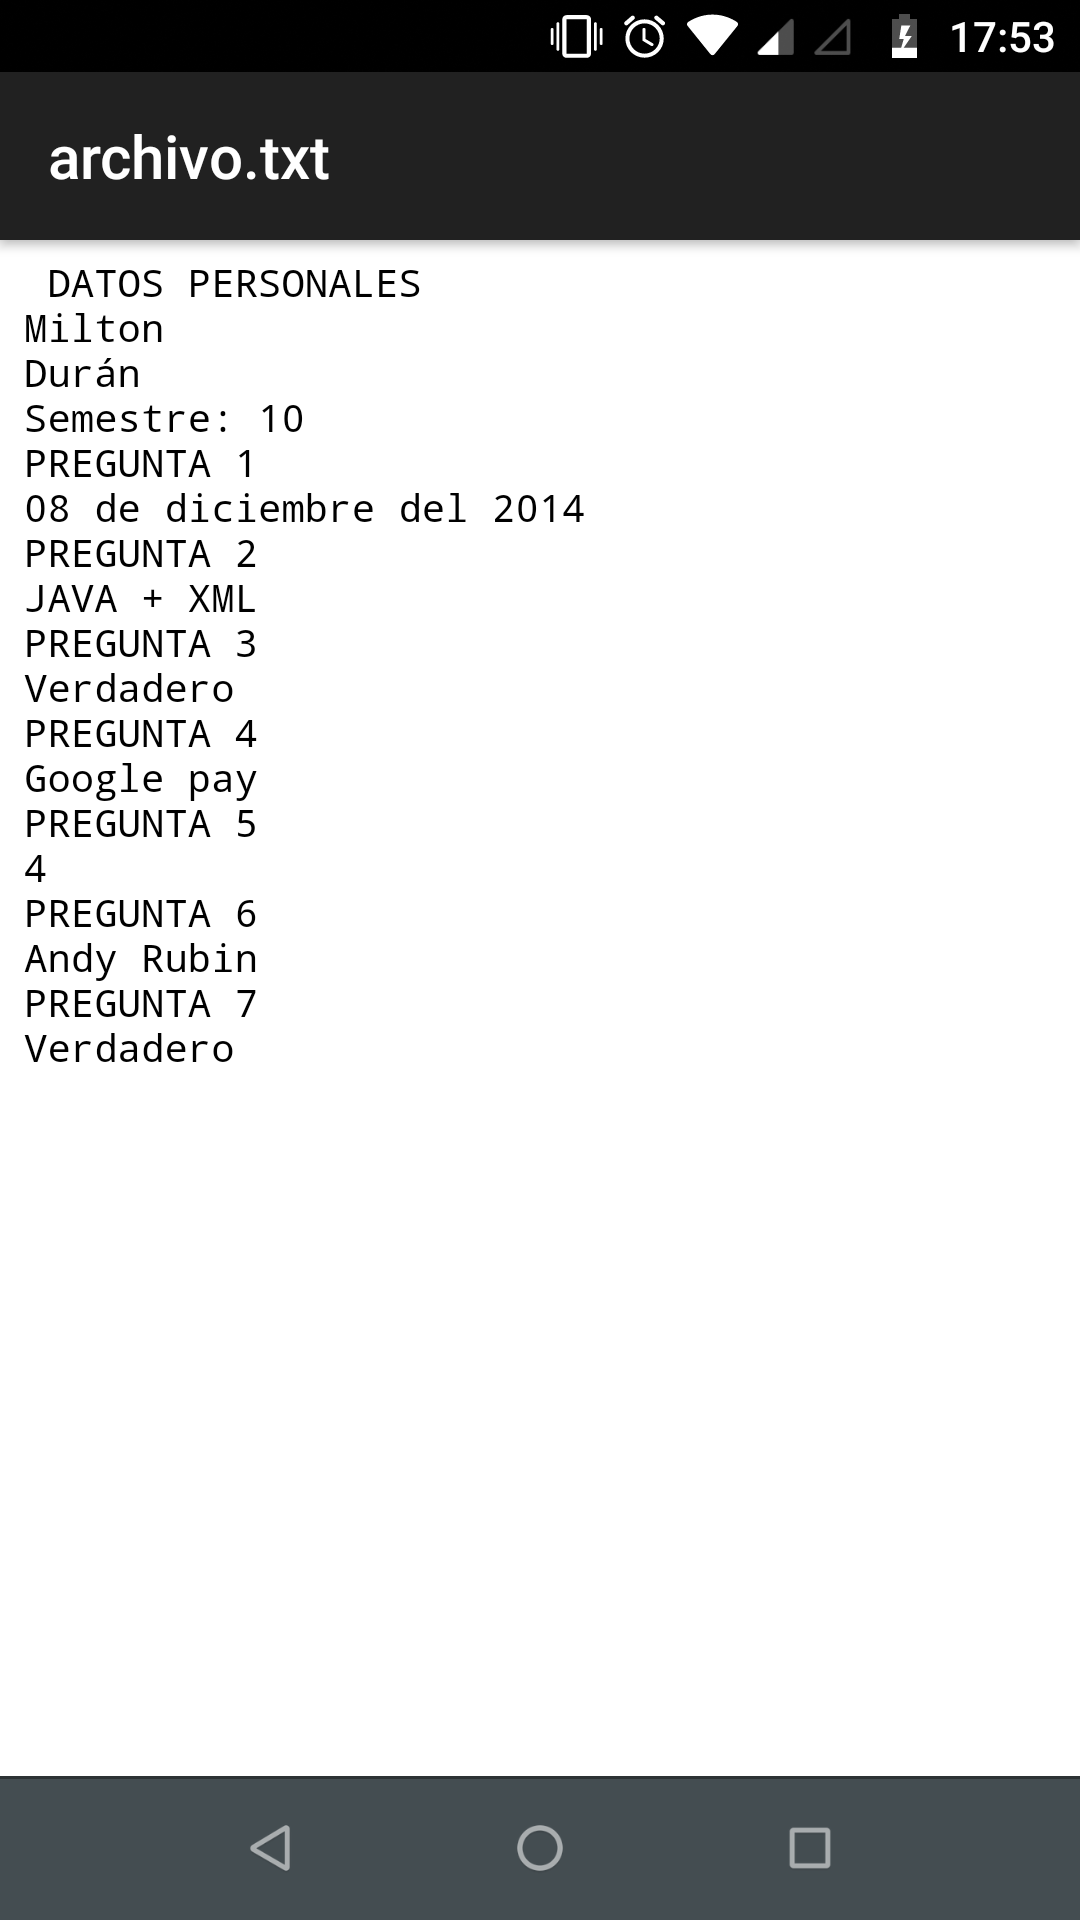 17:53
archivo.txt
DATOS PERSONALES
Milton
Durán
Semestre: 10
PREGUNTA 1
08 de diciembre del 2014
PREGUNTA 2
JAVA + XML
PREGUNTA 3
Verdadero
PREGUNTA 4
Google pay
PREGUNTA 5
4
PREGUNTA 6
Andy Rubin
PREGUNTA 7
Verdadero